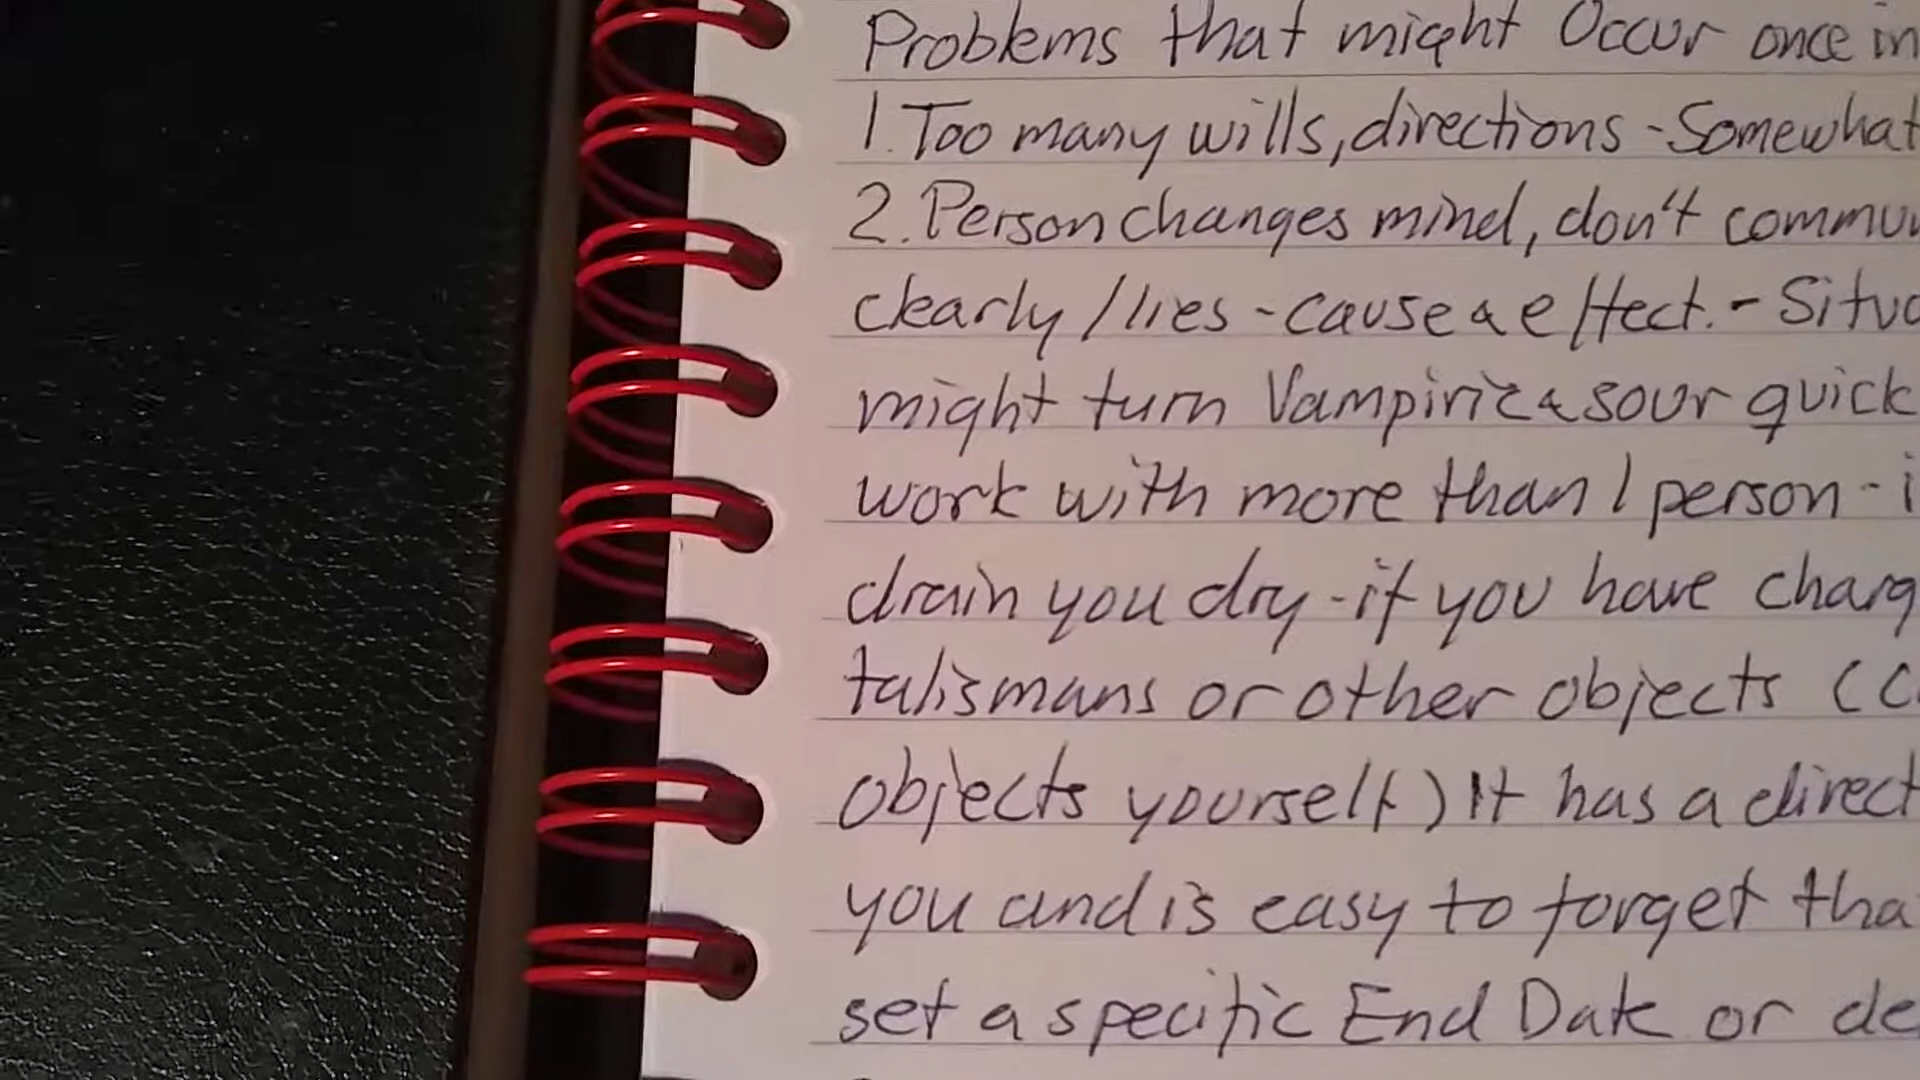 Problems that might Occur once in
1. Too many wills, directions - Somewhat
2. Person changes mind, don't commu
clearly / lies - cause & effect. - Situa
might turn Vampiric & sour quick
work with more than 1 person - i
drain you dry - if you have charg
talismans or other objects (C
objects yourself) It has a direct
you and is easy to forget tha
set a specific End Date or de